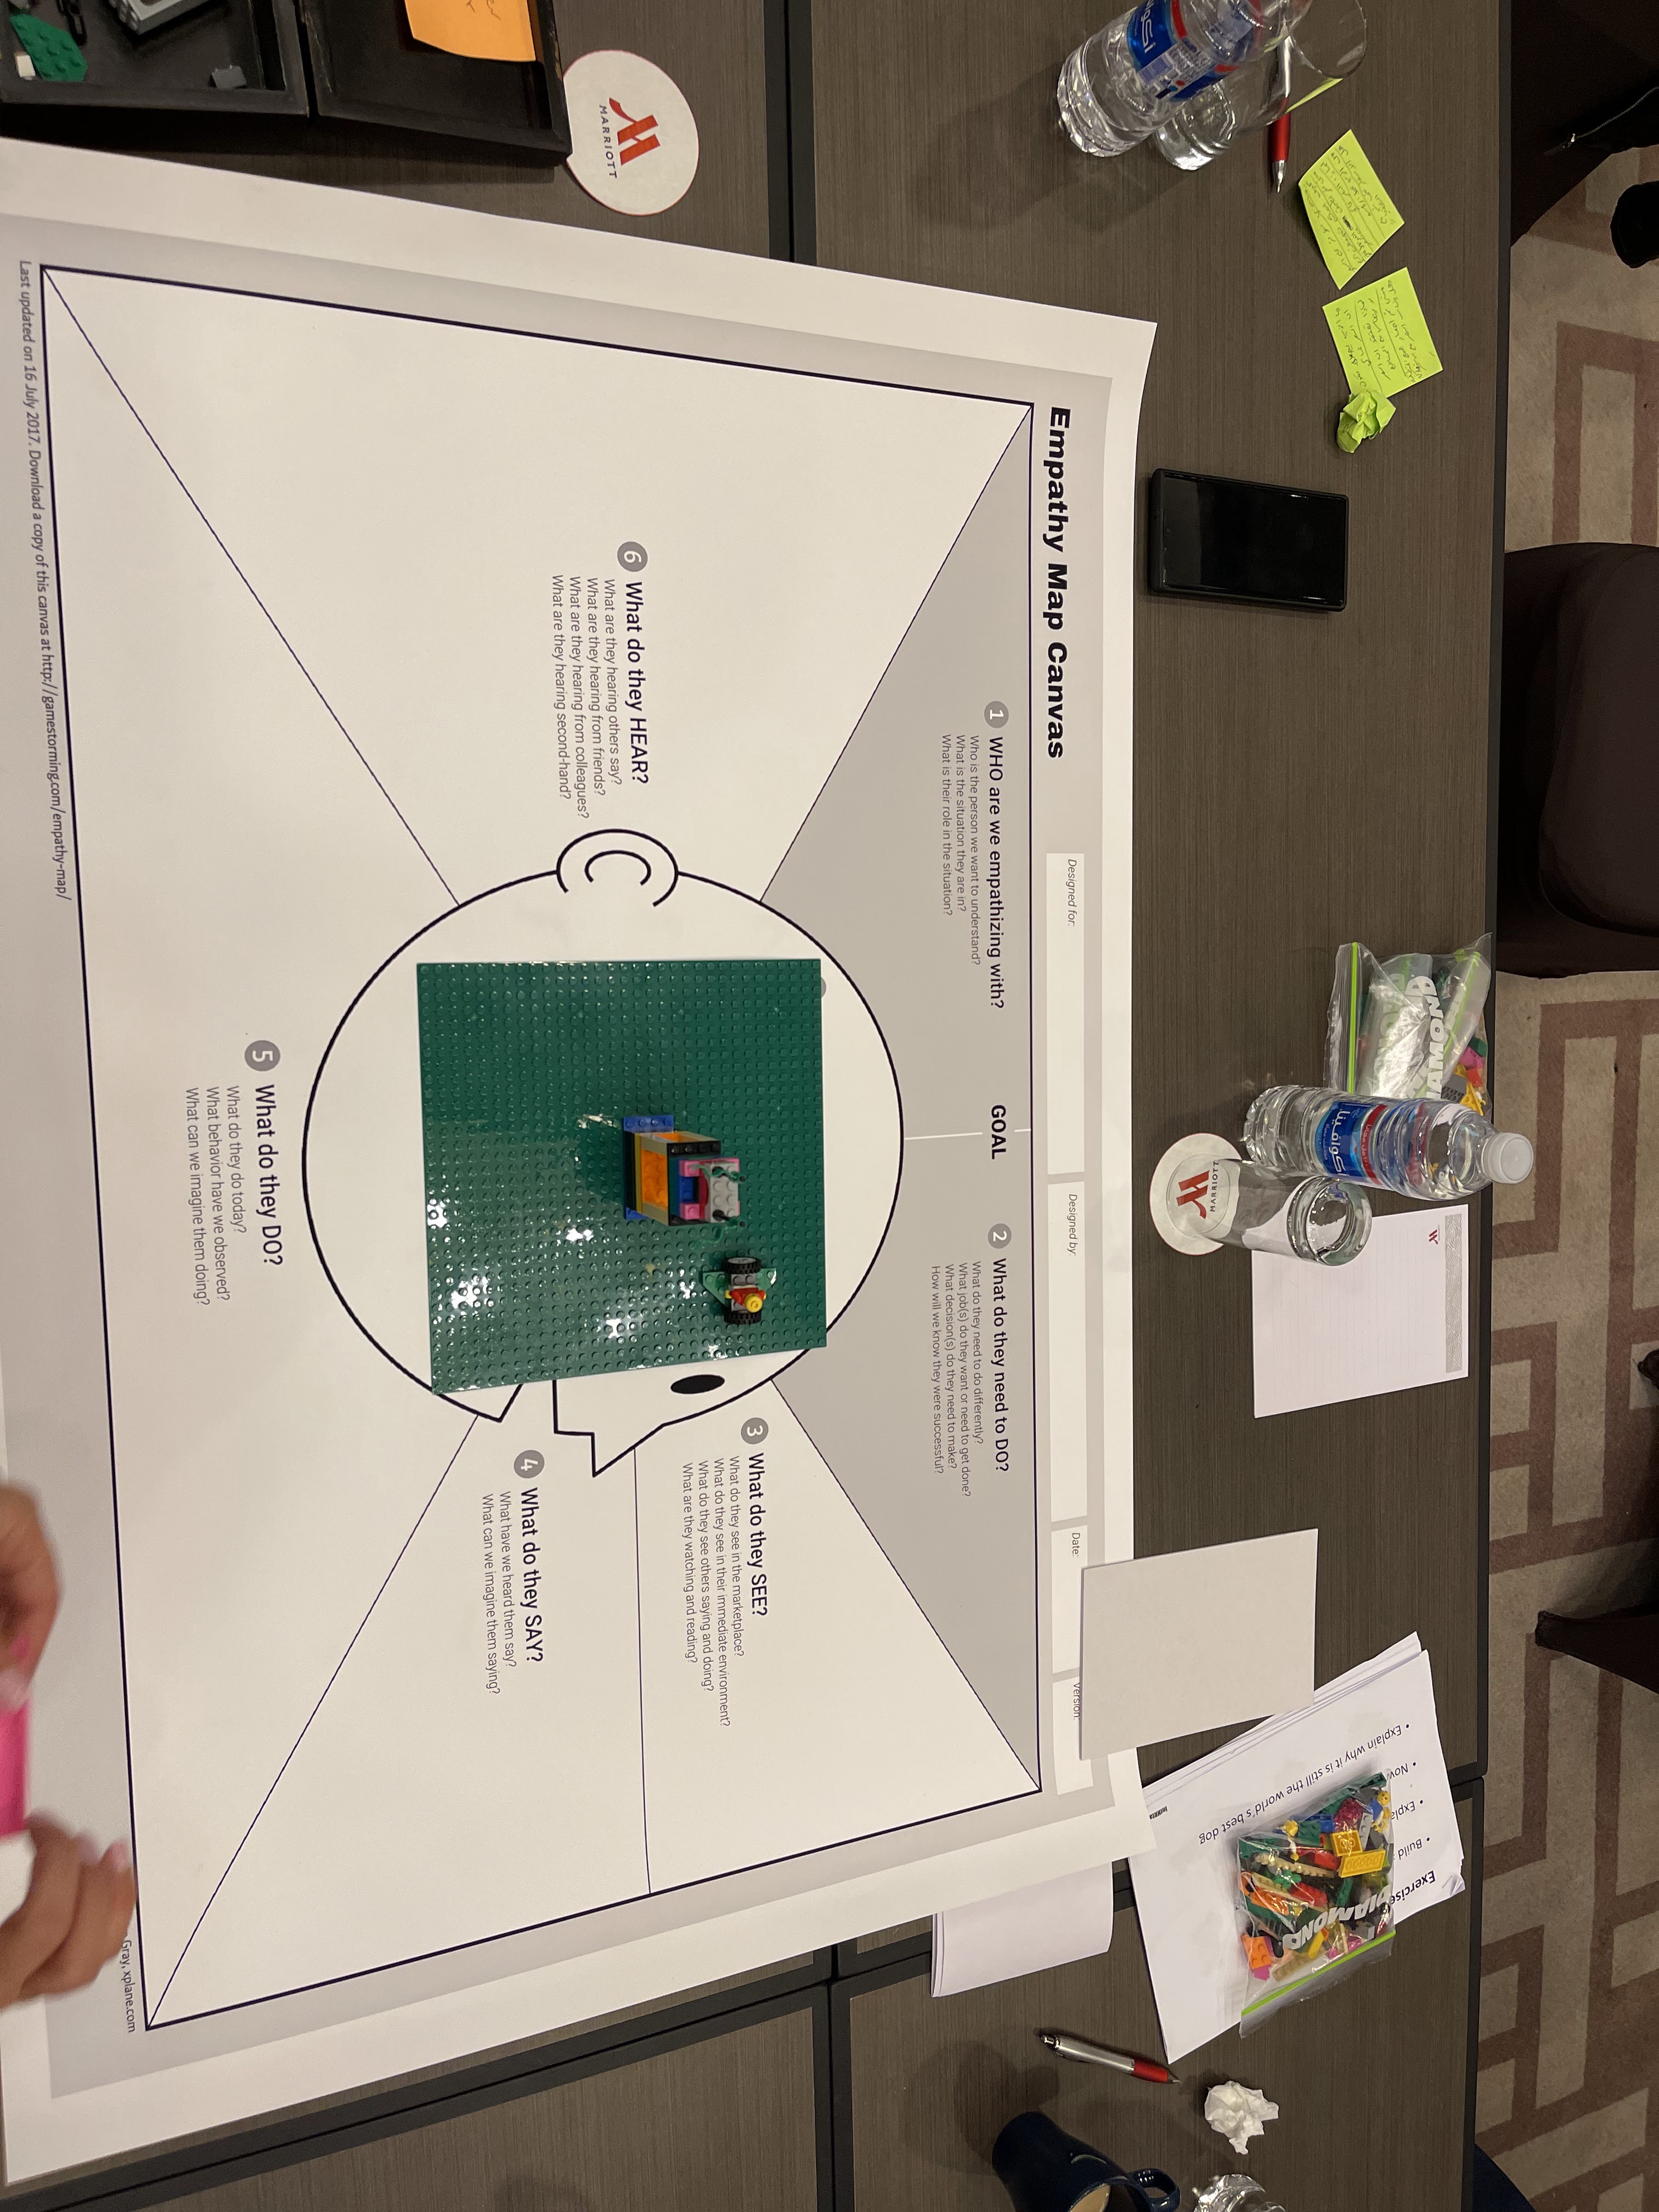 Empathy Map Canvas
Designed for:
Designed by:
Date:
Version:
1 WHO are we empathizing with?
Who is the person we want to understand?
What is the situation they are in?
What is their role in the situation?
GOAL
2 What do they need to DO?
What do they need to do differently?
What job(s) do they want or need to get done?
What decision(s) do they need to make?
How will we know they were successful?
3 What do they SEE?
What do they see in the marketplace?
What do they see in their immediate environment?
What do they see others saying and doing?
What are they watching and reading?
4 What do they SAY?
What have we heard them say?
What can we imagine them saying?
5 What do they DO?
What do they do today?
What behavior have we observed?
What can we imagine them doing?
6 What do they HEAR?
What are they hearing others say?
What are they hearing from friends?
What are they hearing from colleagues?
What are they hearing second-hand?
Last updated on 16 July 2017. Download a copy of this canvas at http://gamestorming.com/empathy-map/
Gray, xplane.com
MARRIOTT
MARRIOTT
أكوافينا
Exercise
• Build
• Expla
• Now
• Explain why it is still the world's best dog
DIAMOND